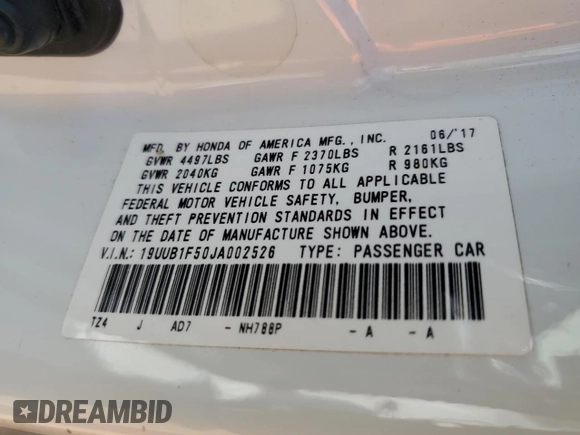 MFD. BY HONDA OF AMERICA MFG., INC. 06/'17
GVWR 4497LBS GAWR F 2370LBS R 2161LBS
GVWR 2040KG GAWR F 1075KG R 980KG
THIS VEHICLE CONFORMS TO ALL APPLICABLE
FEDERAL MOTOR VEHICLE SAFETY, BUMPER,
AND THEFT PREVENTION STANDARDS IN EFFECT
ON THE DATE OF MANUFACTURE SHOWN ABOVE.
V.I.N.: 19UUB1F50JA002526 TYPE: PASSENGER CAR
TZ4 J AD7 - NH788P - A - A
DREAMBID